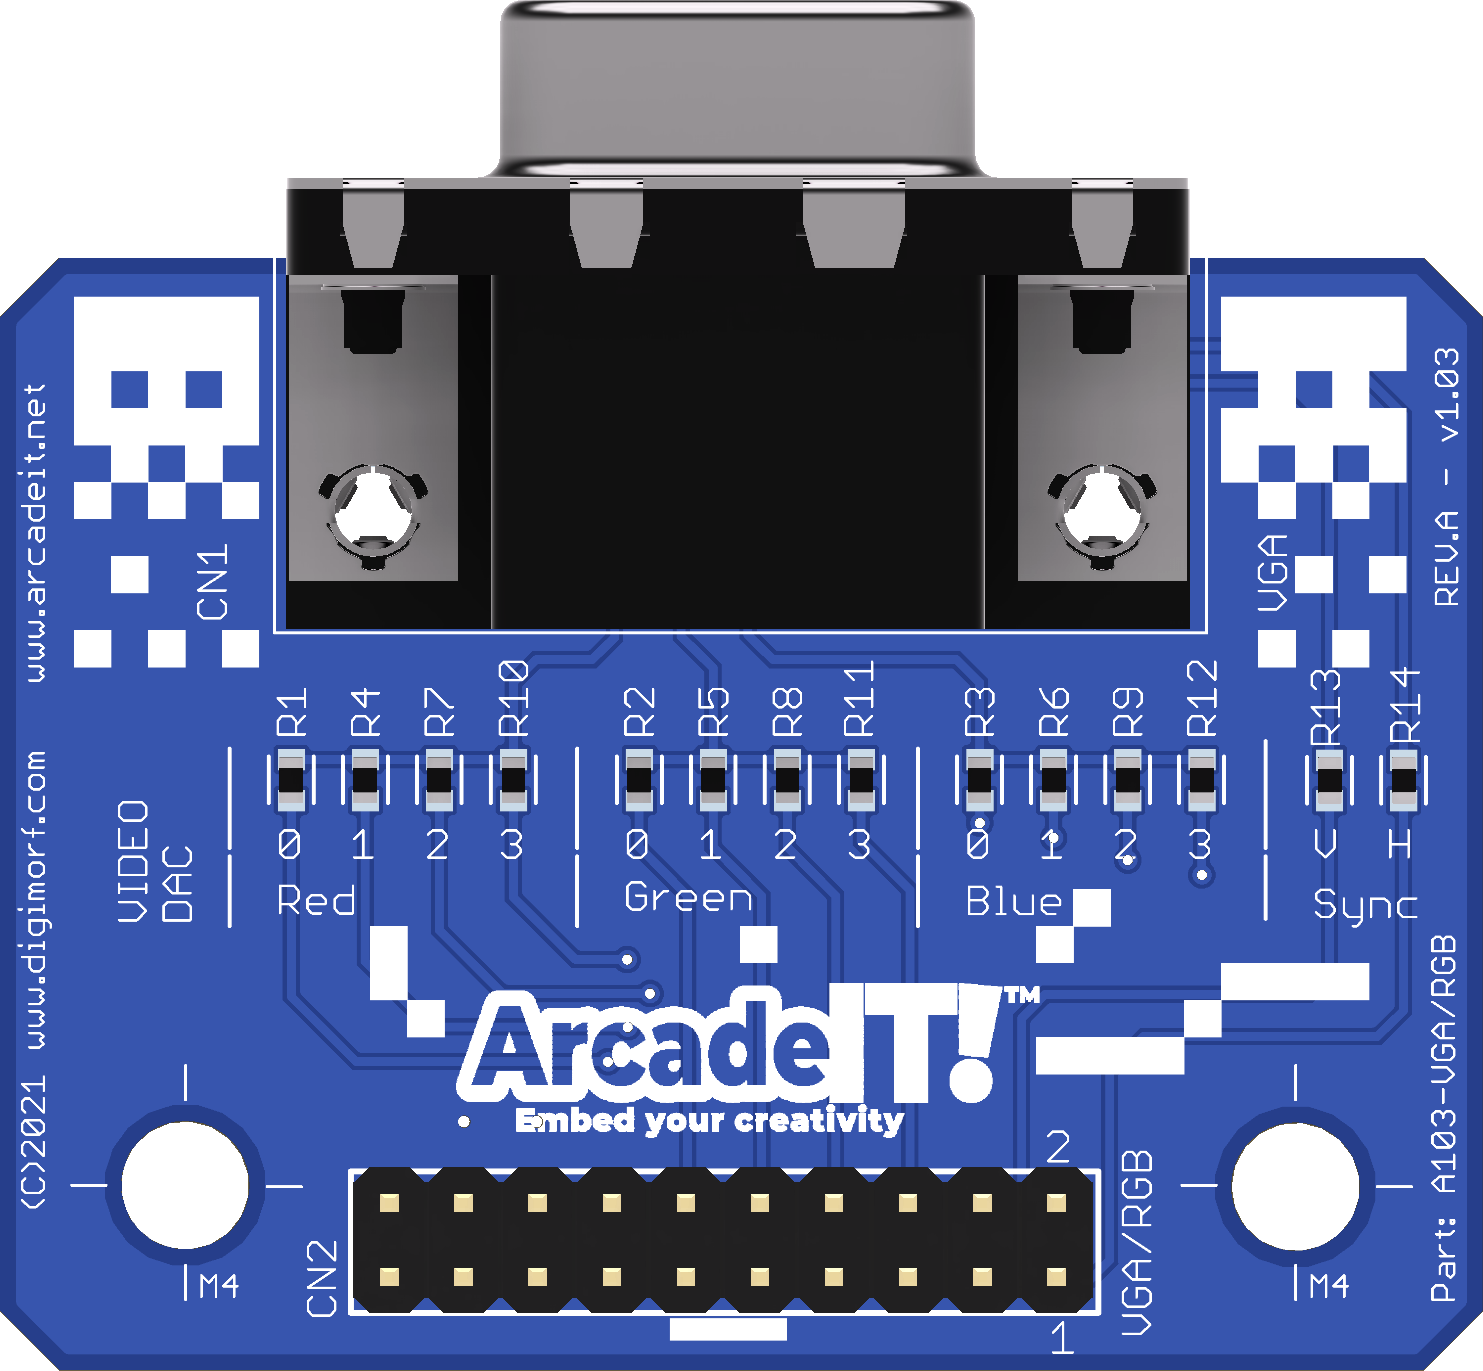 www.arcadeit.net
CN1
VGA
REV.A - v1.03
R1 R4 R7 R10 R2 R5 R8 R11 R3 R6 R9 R12 R13 R14
0 1 2 3 0 1 2 3 0 1 2 3 V H
VIDEO
DAC
Red
Green
Blue
Sync
(C)2021 www.digimorf.com
ArcadeIT!™
Embed your creativity
Part: A103-VGA/RGB
M4
CN2
2
VGA/RGB
1
M4